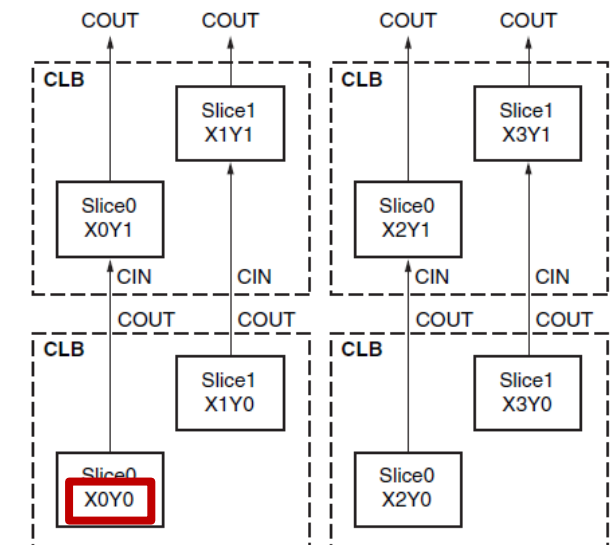 COUT COUT COUT COUT
CLB
Slice1
X1Y1
Slice0
X0Y1
CIN CIN
CLB
Slice1
X3Y1
Slice0
X2Y1
CIN CIN
COUT COUT COUT COUT
CLB
Slice1
X1Y0
Slice0
X0Y0
CLB
Slice1
X3Y0
Slice0
X2Y0